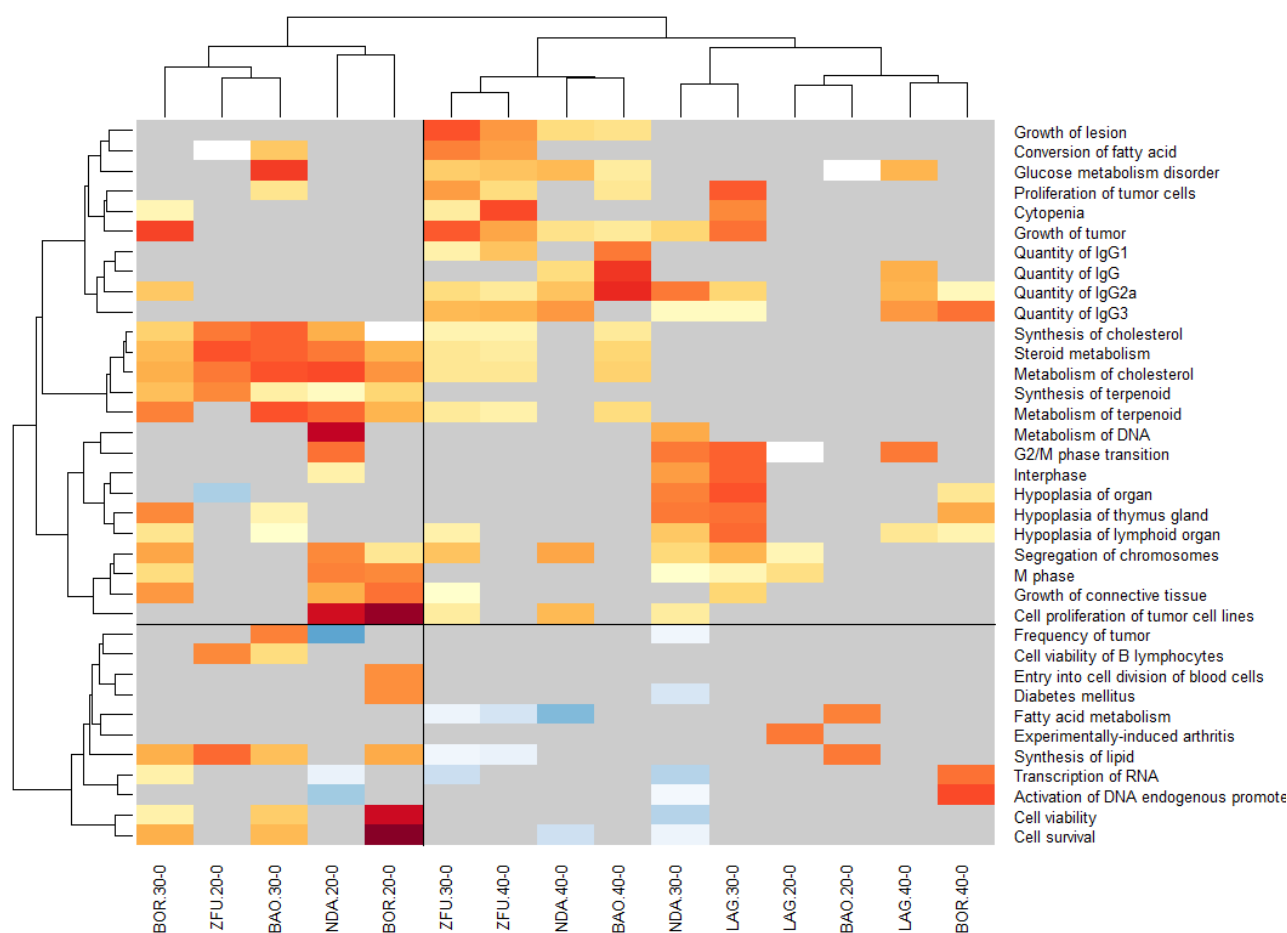 Growth of lesion
Conversion of fatty acid
Glucose metabolism disorder
Proliferation of tumor cells
Cytopenia
Growth of tumor
Quantity of IgG1
Quantity of IgG
Quantity of IgG2a
Quantity of IgG3
Synthesis of cholesterol
Steroid metabolism
Metabolism of cholesterol
Synthesis of terpenoid
Metabolism of terpenoid
Metabolism of DNA
G2/M phase transition
Interphase
Hypoplasia of organ
Hypoplasia of thymus gland
Hypoplasia of lymphoid organ
Segregation of chromosomes
M phase
Growth of connective tissue
Cell proliferation of tumor cell lines
Frequency of tumor
Cell viability of B lymphocytes
Entry into cell division of blood cells
Diabetes mellitus
Fatty acid metabolism
Experimentally-induced arthritis
Synthesis of lipid
Transcription of RNA
Activation of DNA endogenous promote
Cell viability
Cell survival
BOR.30-0
ZFU.20-0
BAO.30-0
NDA.20-0
BOR.20-0
ZFU.30-0
ZFU.40-0
NDA.40-0
BAO.40-0
NDA.30-0
LAG.30-0
LAG.20-0
BAO.20-0
LAG.40-0
BOR.40-0